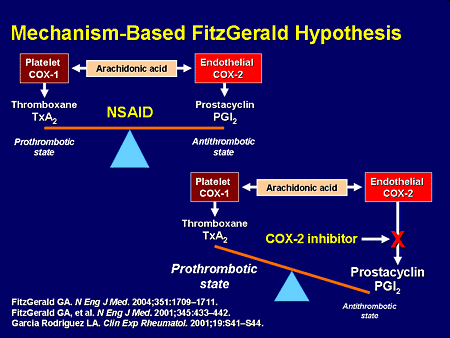 Mechanism-Based FitzGerald Hypothesis
Platelet
COX-1
Arachidonic acid
Endothelial
COX-2
Thromboxane
TxA2
NSAID
Prostacyclin
PGI2
Prothrombotic
state
Antithrombotic
state
Platelet
COX-1
Arachidonic acid
Endothelial
COX-2
Thromboxane
TxA2
COX-2 inhibitor
X
Prothrombotic
state
Prostacyclin
PGI2
Antithrombotic
state
FitzGerald GA. N Eng J Med. 2004;351:1709–1711.
FitzGerald GA, et al. N Eng J Med. 2001;345:433–442.
Garcia Rodriguez LA. Clin Exp Rheumatol. 2001;19:S41–S44.